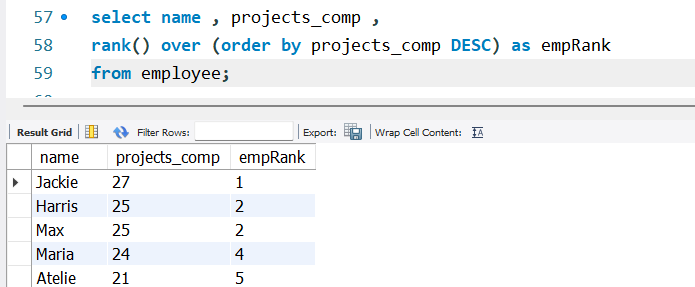 57 select name , projects_comp ,
58 rank() over (order by projects_comp DESC) as empRank
59 from employee;
Result Grid Filter Rows: Export: Wrap Cell Content: IA
name projects_comp empRank
Jackie 27 1
Harris 25 2
Max 25 2
Maria 24 4
Atelie 21 5